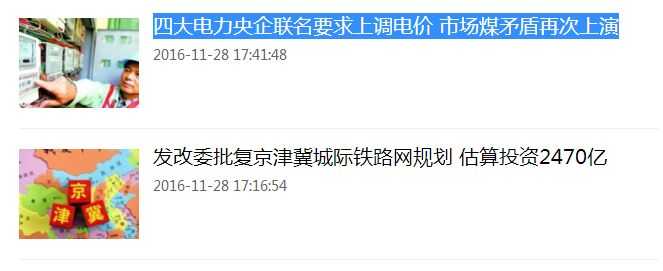 四大电力央企联名要求上调电价 市场煤矛盾再次上演
2016-11-28 17:41:48
发改委批复京津冀城际铁路网规划 估算投资2470亿
2016-11-28 17:16:54
京
津 冀